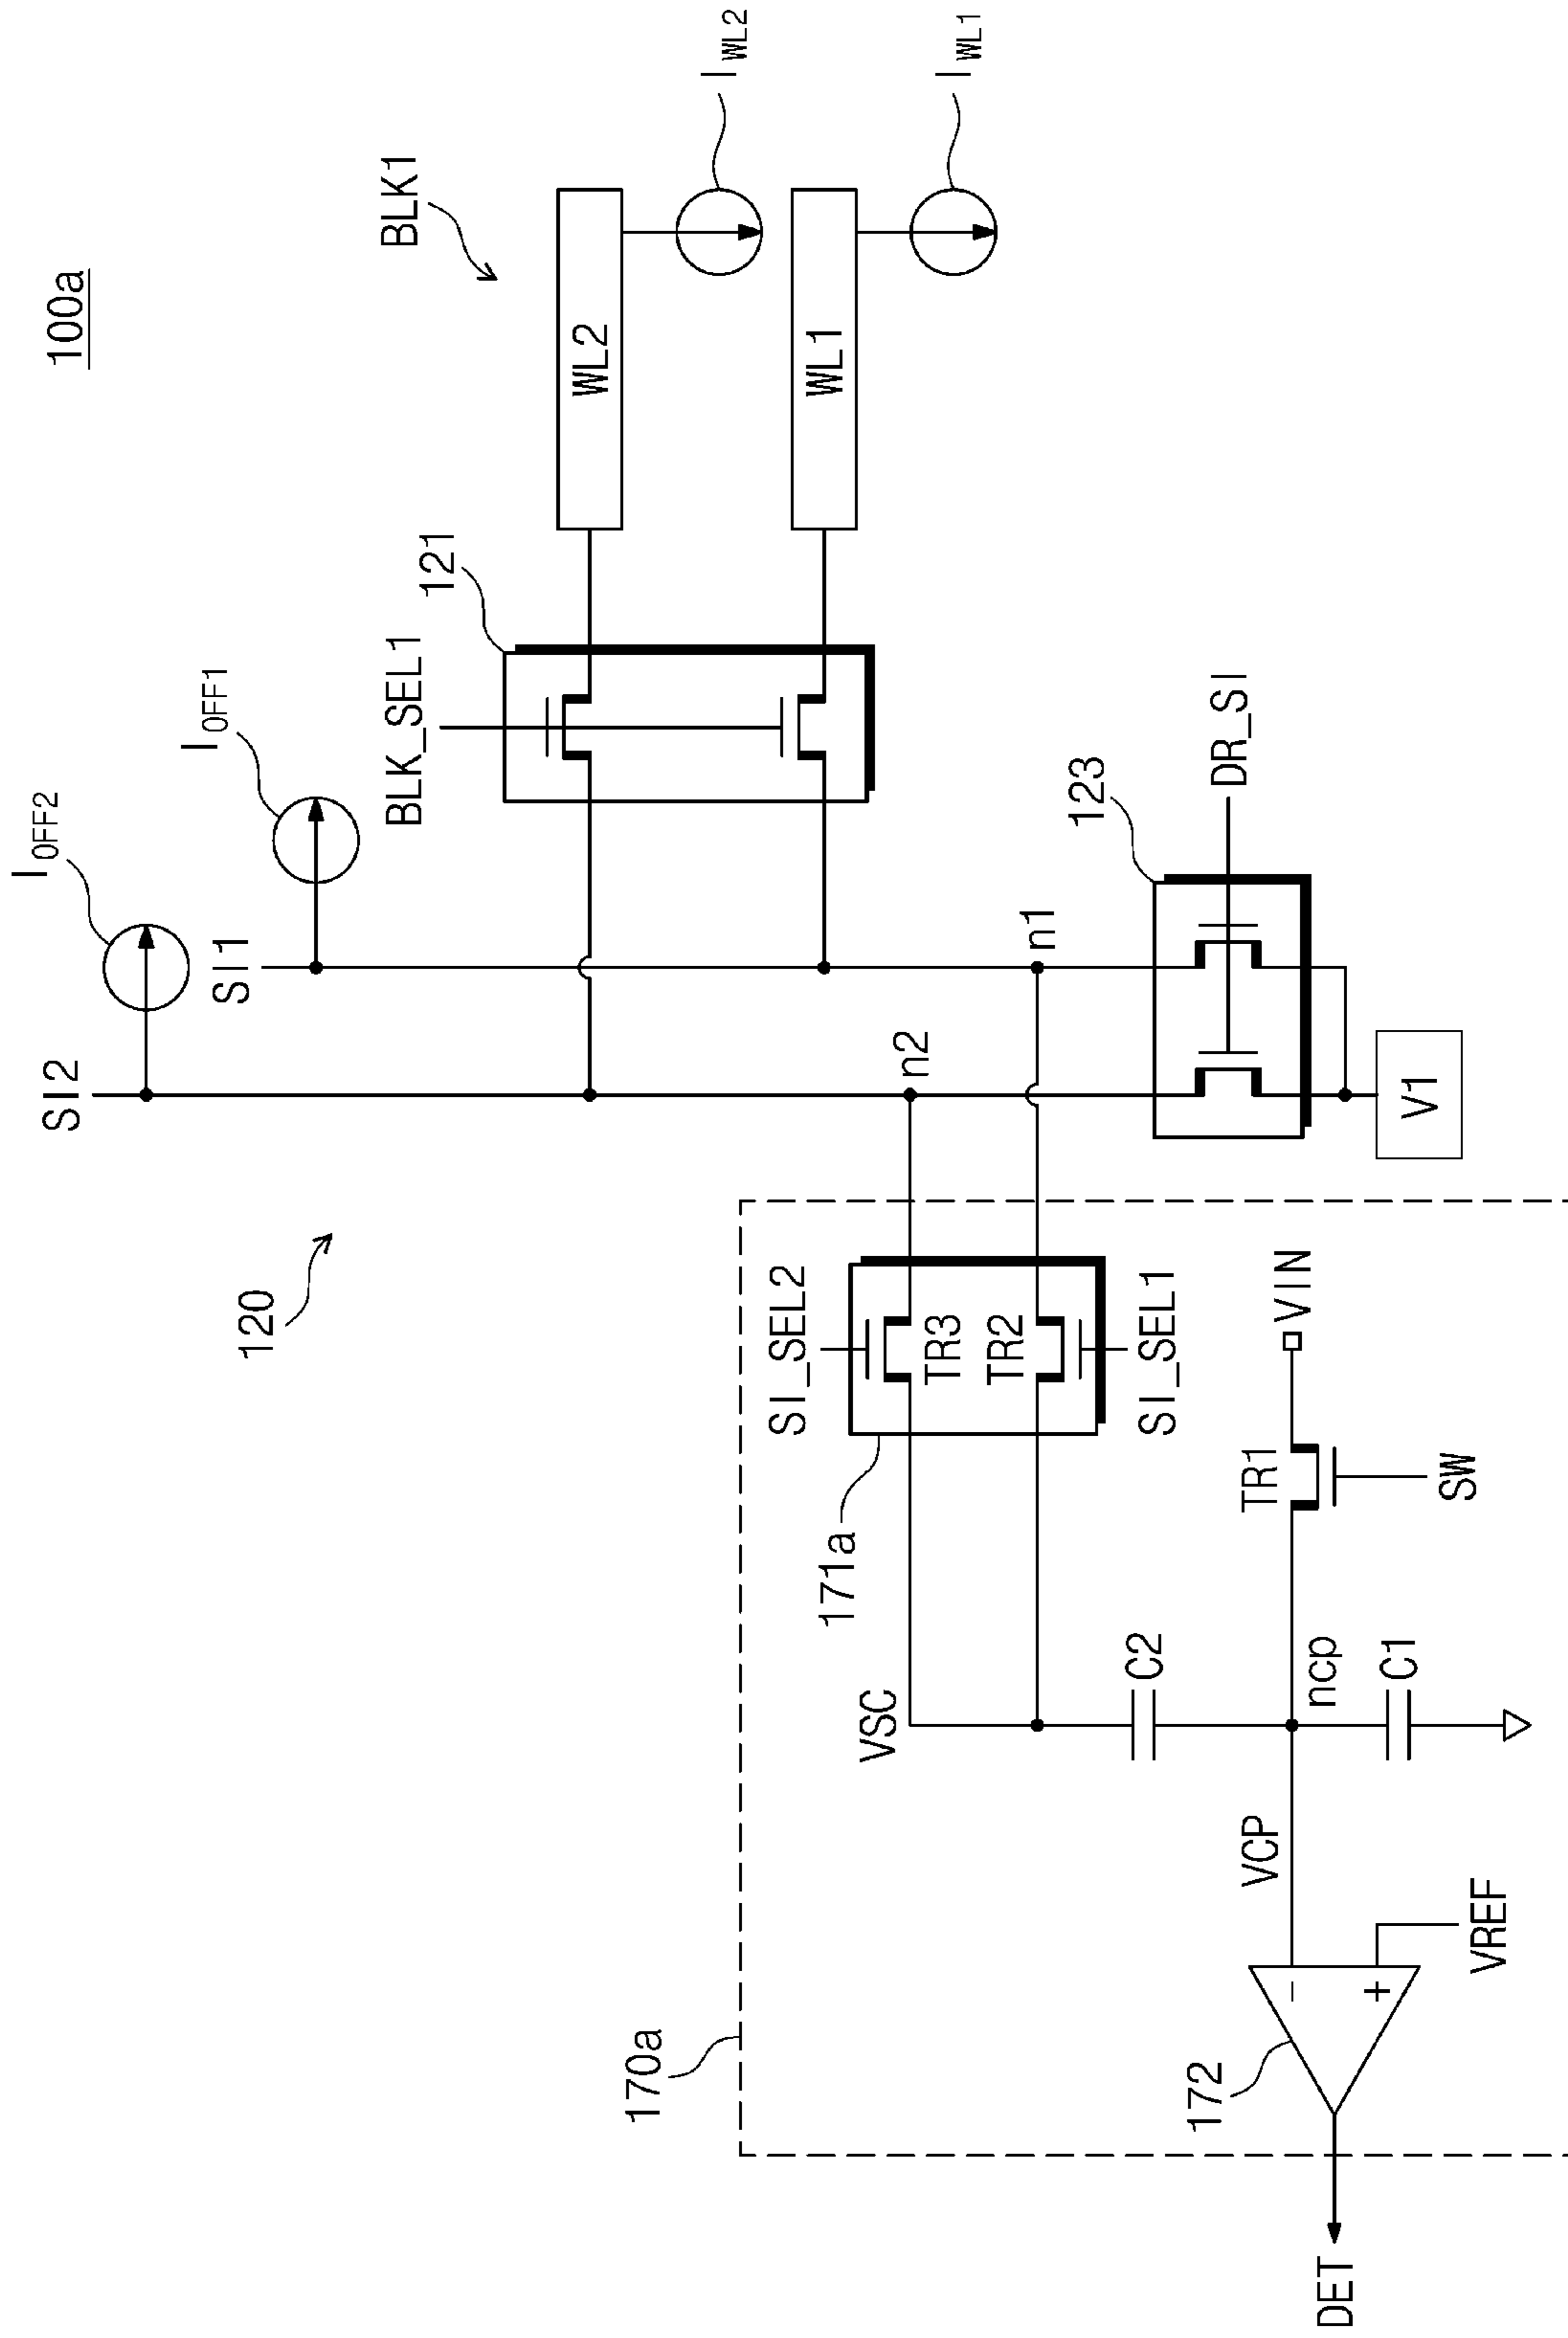 100a
I_OFF2
I_OFF1
BLK1
SI2
SI1
BLK_SEL1
121
WL2
I_WL2
WL1
I_WL1
120
n2
n1
123
DR_SI
V1
170a
SI_SEL2
TR3
TR2
SI_SEL1
171a
VSC
C2
TR1
VIN
SW
ncp
C1
VCP
172
−
+
VREF
DET